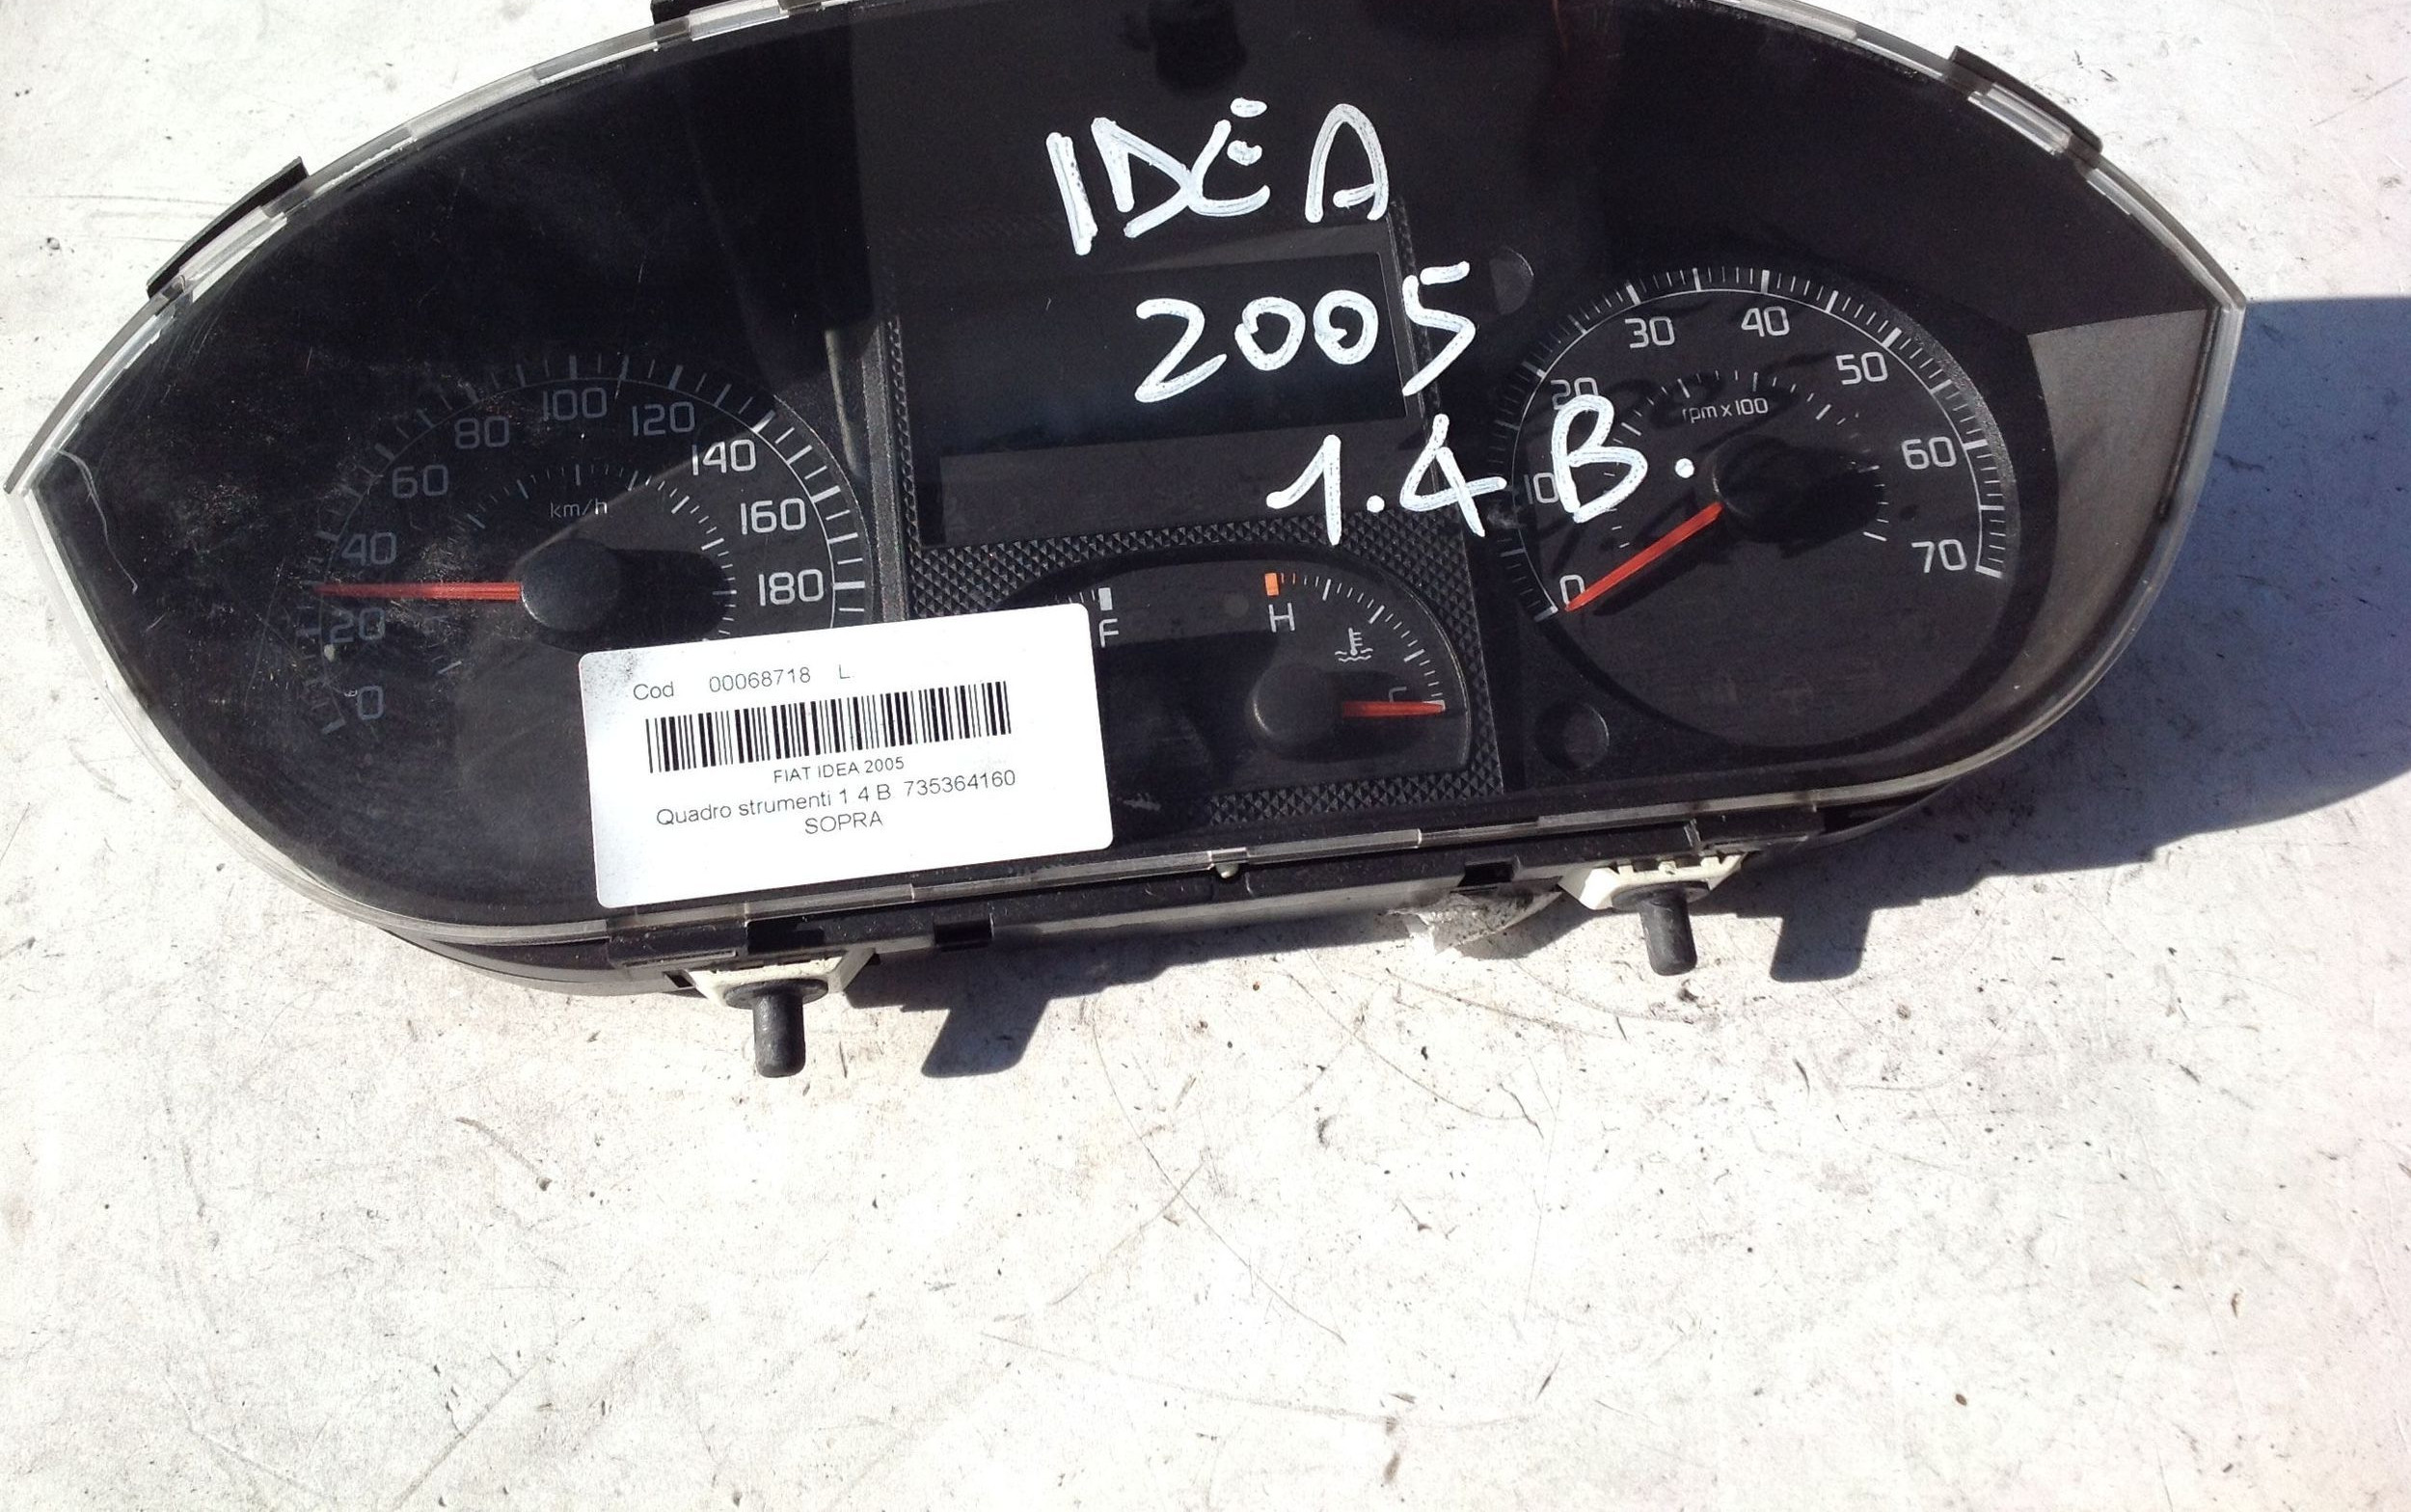 IDEA
2005
1.4 B.
0
20
40
60
80
100
120
140
160
180
km/h
F
H
C
0
10
20
30
40
50
60
70
rpm x 100
Cod 00068718 L
FIAT IDEA 2005
Quadro strumenti 1 4 B 735364160
SOPRA